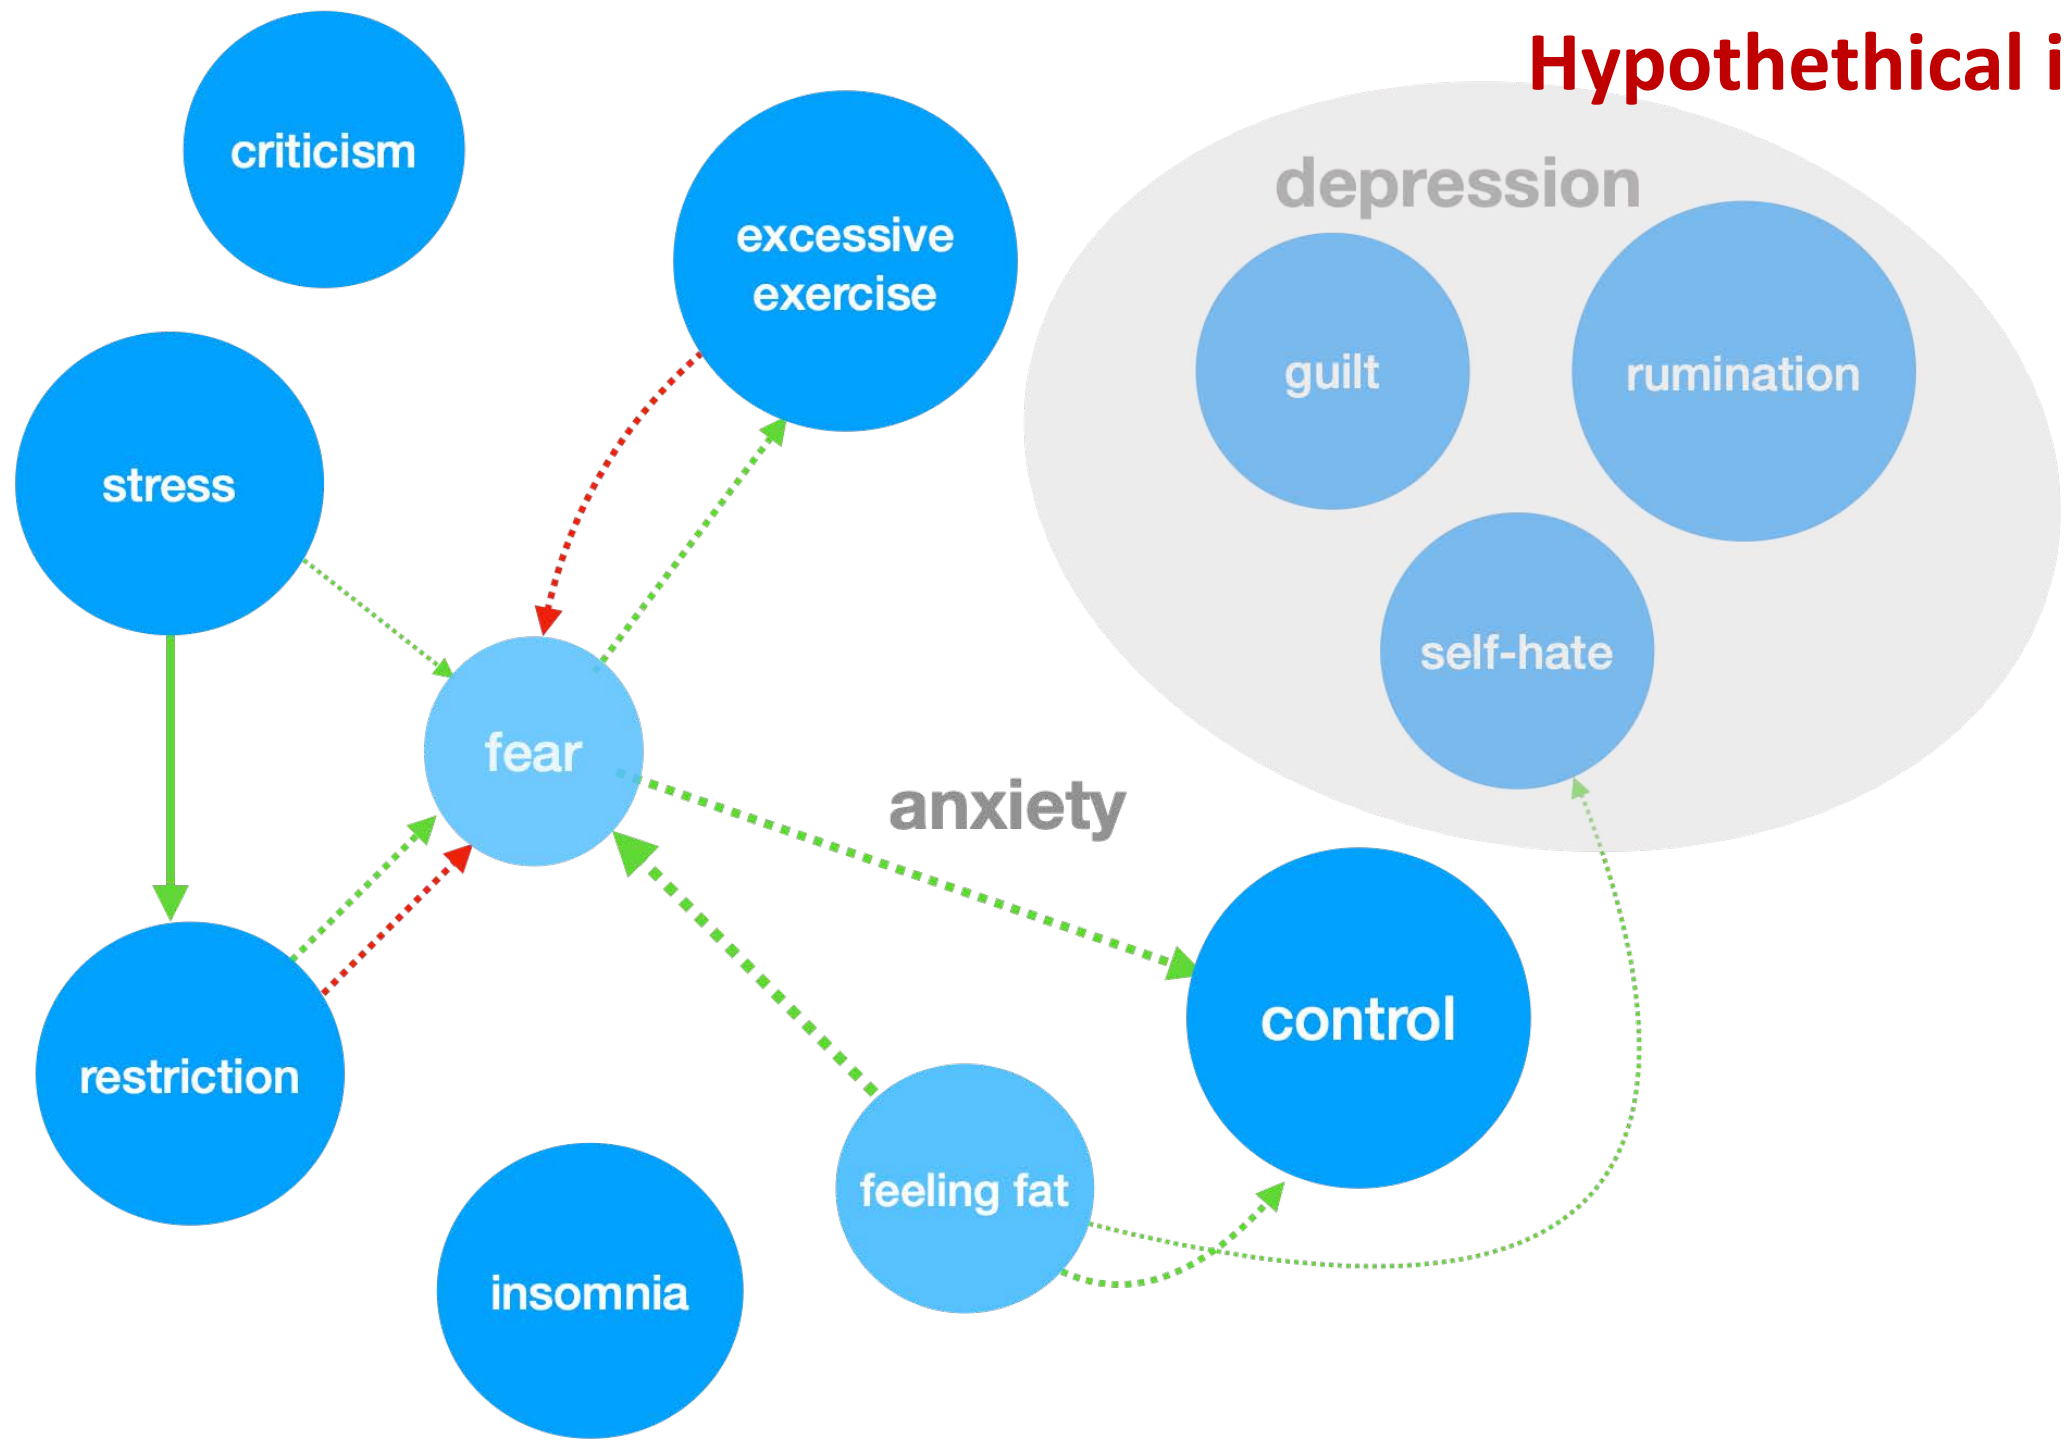 Hypothethical i
criticism
excessive
exercise
depression
guilt
rumination
stress
self-hate
fear
anxiety
control
restriction
feeling fat
insomnia